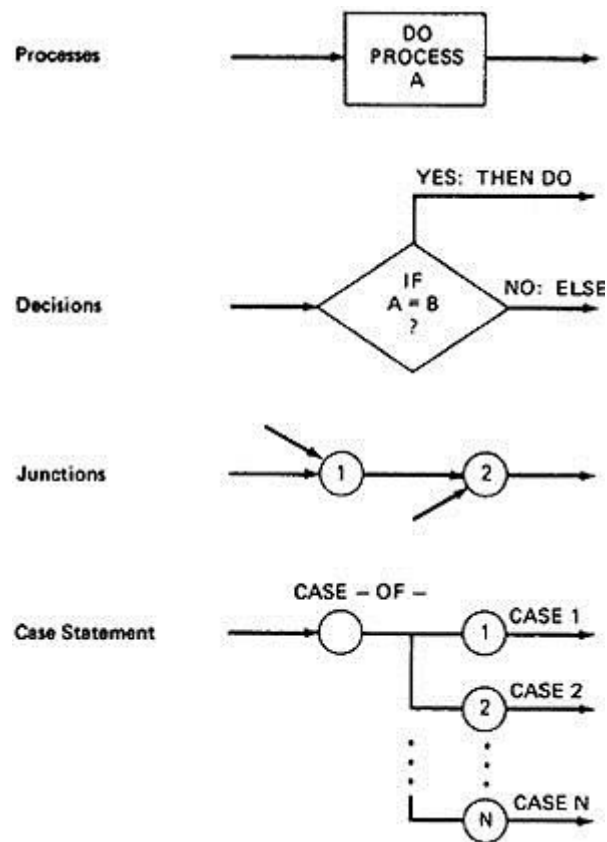 Processes
DO
PROCESS
A
YES: THEN DO
Decisions
IF
A = B
?
NO: ELSE
Junctions
1
2
CASE – OF –
Case Statement
1
CASE 1
2
CASE 2
N
CASE N